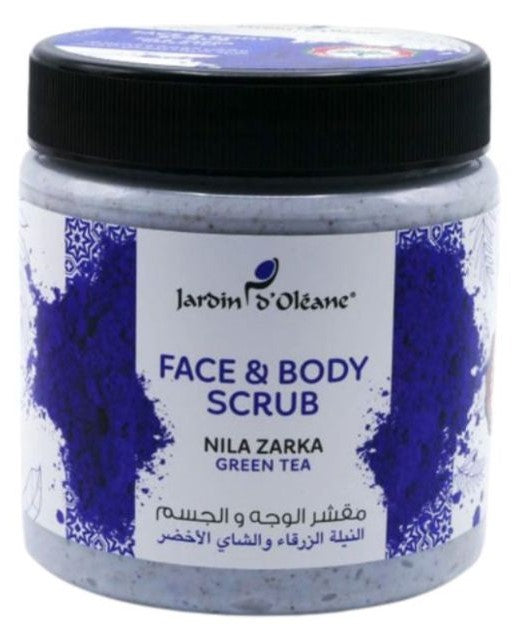 Jardin d'Oléane®
FACE & BODY
SCRUB
NILA ZARKA
GREEN TEA
مقشر الوجه و الجسم
النيلة الزرقاء والشاي الأخضر